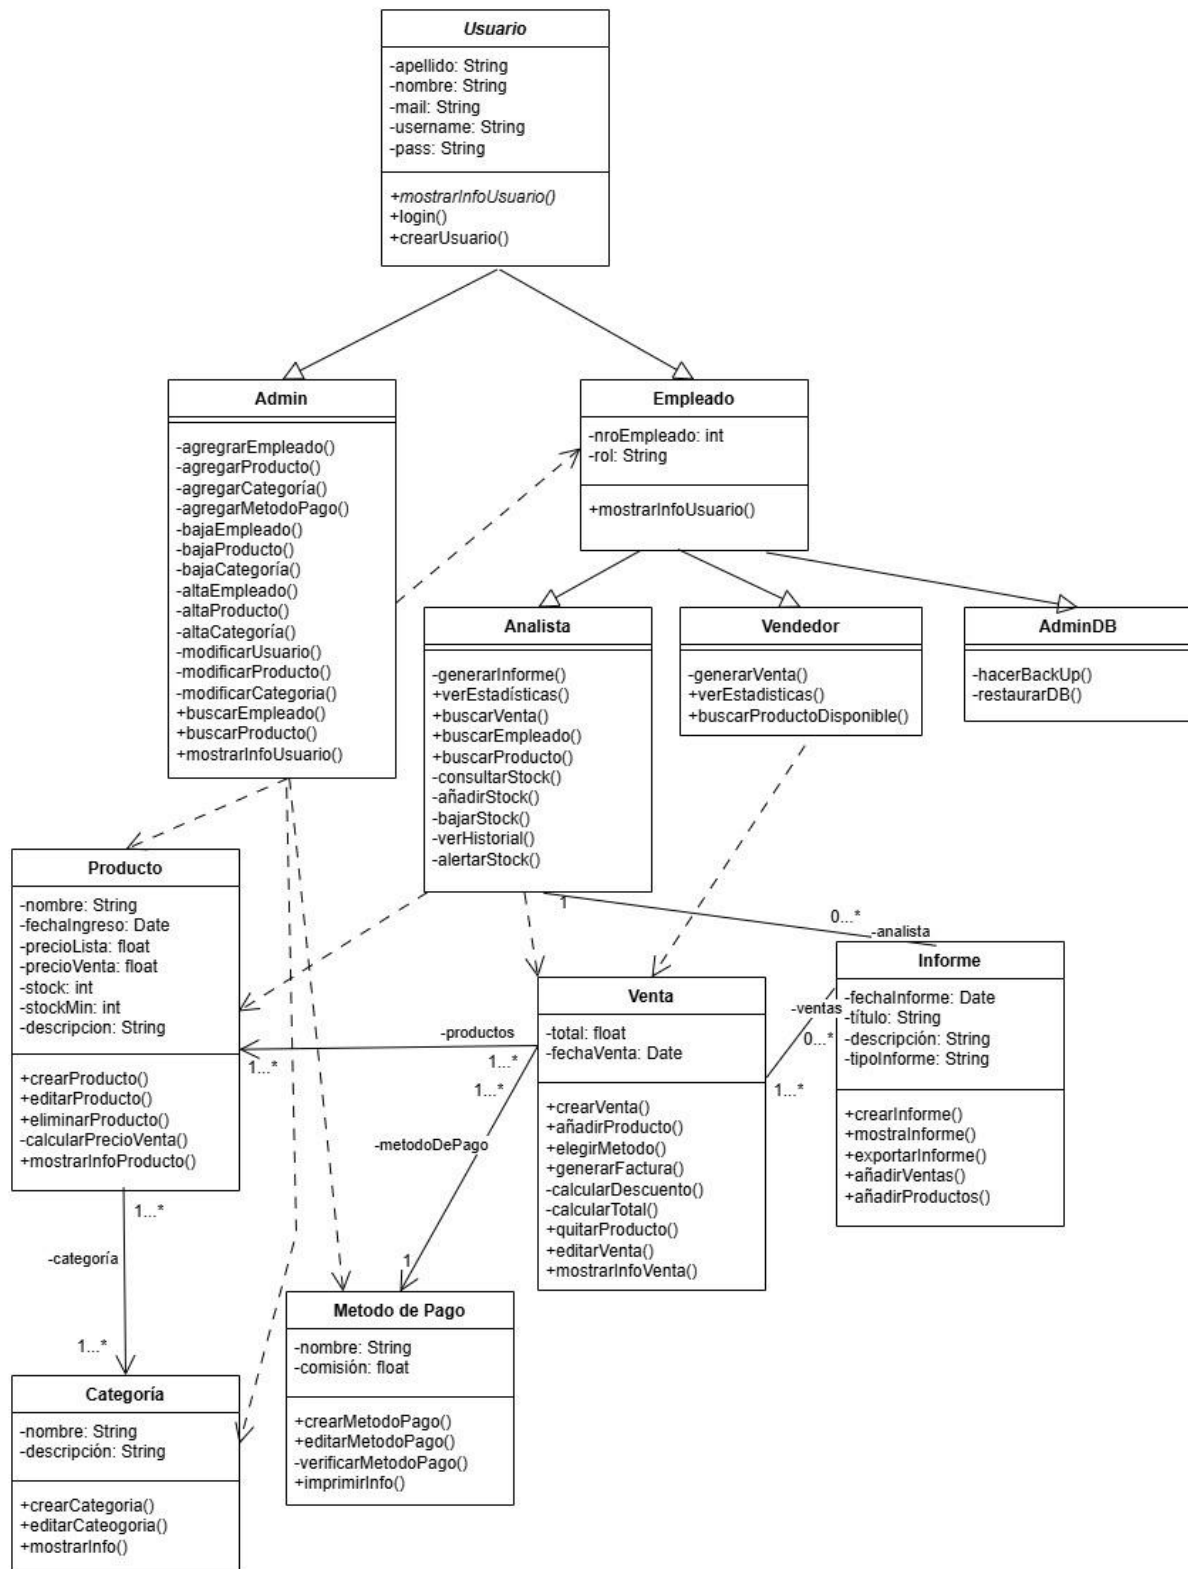 Usuario
-apellido: String
-nombre: String
-mail: String
-username: String
-pass: String
+mostrarInfoUsuario()
+login()
+crearUsuario()
Admin
-agregrarEmpleado()
-agregarProducto()
-agregarCategoría()
-agregarMetodoPago()
-bajaEmpleado()
-bajaProducto()
-bajaCategoría()
-altaEmpleado()
-altaProducto()
-altaCategoría()
-modificarUsuario()
-modificarProducto()
-modificarCategoria()
+buscarEmpleado()
+buscarProducto()
+mostrarInfoUsuario()
Empleado
-nroEmpleado: int
-rol: String
+mostrarInfoUsuario()
Analista
-generarInforme()
+verEstadísticas()
+buscarVenta()
+buscarEmpleado()
+buscarProducto()
-consultarStock()
-añadirStock()
-bajarStock()
-verHistorial()
-alertarStock()
Vendedor
-generarVenta()
+verEstadisticas()
+buscarProductoDisponible()
AdminDB
-hacerBackUp()
-restaurarDB()
1
0...*
-analista
Producto
-nombre: String
-fechaIngreso: Date
-precioLista: float
-precioVenta: float
-stock: int
-stockMin: int
-descripcion: String
+crearProducto()
+editarProducto()
+eliminarProducto()
-calcularPrecioVenta()
+mostrarInfoProducto()
-productos
1...*
1...*
1...*
-metodoDePago
1
Venta
-total: float
-fechaVenta: Date
+crearVenta()
+añadirProducto()
+elegirMetodo()
+generarFactura()
-calcularDescuento()
-calcularTotal()
+quitarProducto()
+editarVenta()
+mostrarInfoVenta()
-ventas
0...*
1...*
Informe
-fechaInforme: Date
-título: String
-descripción: String
-tipoInforme: String
+crearInforme()
+mostraInforme()
+exportarInforme()
+añadirVentas()
+añadirProductos()
1...*
-categoría
1...*
Categoría
-nombre: String
-descripción: String
+crearCategoria()
+editarCateogoria()
+mostrarInfo()
Metodo de Pago
-nombre: String
-comisión: float
+crearMetodoPago()
+editarMetodoPago()
-verificarMetodoPago()
+imprimirInfo()